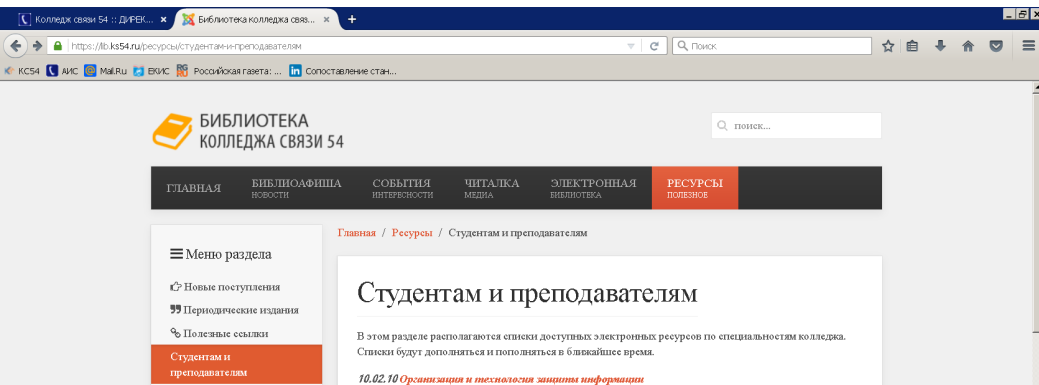 Колледж связи 54 :: ДИРЕК... Библиотека колледжа связ...
https://lib.ks54.ru/ресурсы/студентам-и-преподавателям Поиск
КС54 АИС Mail.Ru ЕКИС Российская газета: ... Сопоставление стан...
БИБЛИОТЕКА
КОЛЛЕДЖА СВЯЗИ 54
поиск...
ГЛАВНАЯ БИБЛИОАФИША СОБЫТИЯ ЧИТАЛКА ЭЛЕКТРОННАЯ РЕСУРСЫ
НОВОСТИ ИНТЕРЕСНОСТИ МЕДИА БИБЛИОТЕКА ПОЛЕЗНОЕ
Главная / Ресурсы / Студентам и преподавателям
Меню раздела
Новые поступления
Периодические издания
Полезные ссылки
Студентам и
преподавателям
Студентам и преподавателям
В этом разделе располагаются списки доступных электронных ресурсов по специальностям колледжа.
Списки будут дополняться и пополняться в ближайшее время.
10.02.10 Организация и технология защиты информации